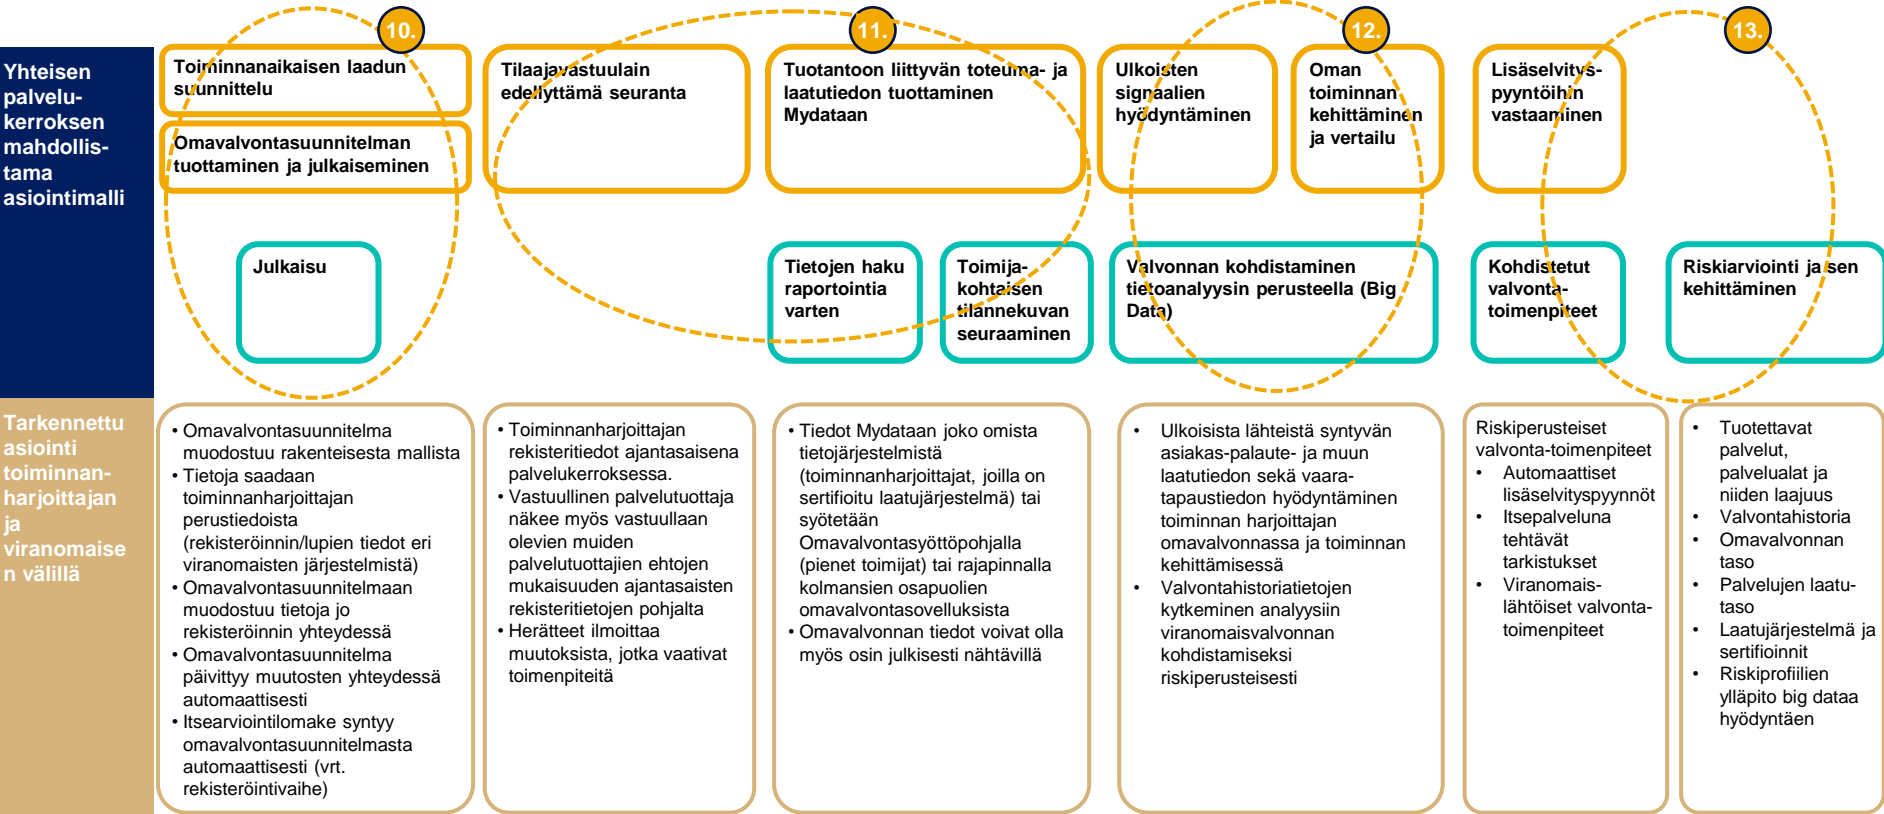 10.
11.
12.
13.
Yhteisen
palvelu-
kerroksen
mahdollis-
tama
asiointimalli
Toiminnanaikaisen laadun
suunnittelu
Omavalvontasuunnitelman
tuottaminen ja julkaiseminen
Tilaajavastuulain
edellyttämä seuranta
Tuotantoon liittyvän toteuma- ja
laatutiedon tuottaminen
Mydataan
Ulkoisten
signaalien
hyödyntäminen
Oman
toiminnan
kehittäminen
ja vertailu
Lisäselvitys-
pyyntöihin
vastaaminen
Julkaisu
Tietojen haku
raportointia
varten
Toimija-
kohtaisen
tilannekuvan
seuraaminen
Valvonnan kohdistaminen
tietoanalyysin perusteella (Big
Data)
Kohdistetut
valvonta-
toimenpiteet
Riskiarviointi ja sen
kehittäminen
Tarkennettu
asiointi
toiminnan-
harjoittajan
ja
viranomaise
n välillä
• Omavalvontasuunnitelma
muodostuu rakenteisesta mallista
• Tietoja saadaan
toiminnanharjoittajan
perustiedoista
(rekisteröinnin/lupien tiedot eri
viranomaisten järjestelmistä)
• Omavalvontasuunnitelmaan
muodostuu tietoja jo
rekisteröinnin yhteydessä
• Omavalvontasuunnitelma
päivittyy muutosten yhteydessä
automaattisesti
• Itsearviointilomake syntyy
omavalvontasuunnitelmasta
automaattisesti (vrt.
rekisteröintivaihe)
• Toiminnanharjoittajan
rekisteritiedot ajantasaisena
palvelukerroksessa.
• Vastuullinen palvelutuottaja
näkee myös vastuullaan
olevien muiden
palvelutuottajien ehtojen
mukaisuuden ajantasaisten
rekisteritietojen pohjalta
• Herätteet ilmoittaa
muutoksista, jotka vaativat
toimenpiteitä
• Tiedot Mydataan joko omista
tietojärjestelmistä
(toiminnanharjoittajat, joilla on
sertifioitu laatujärjestelmä) tai
syötetään
Omavalvontasyöttöpohjalla
(pienet toimijat) tai rajapinnalla
kolmansien osapuolien
omavalvontasovelluksista
• Omavalvonnan tiedot voivat olla
myös osin julkisesti nähtävillä
• Ulkoisista lähteistä syntyvän
asiakas-palaute- ja muun
laatutiedon sekä vaara-
tapaustiedon hyödyntäminen
toiminnan harjoittajan
omavalvonnassa ja toiminnan
kehittämisessä
• Valvontahistoriatietojen
kytkeminen analyysiin
viranomaisvalvonnan
kohdistamiseksi
riskiperusteisesti
Riskiperusteiset
valvonta-toimenpiteet
• Automaattiset
lisäselvityspyynnöt
• Itsepalveluna
tehtävät
tarkistukset
• Viranomais-
lähtöiset valvonta-
toimenpiteet
• Tuotettavat
palvelut,
palvelualat ja
niiden laajuus
• Valvontahistoria
• Omavalvonnan
taso
• Palvelujen laatu-
taso
• Laatujärjestelmä ja
sertifioinnit
• Riskiprofiilien
ylläpito big dataa
hyödyntäen